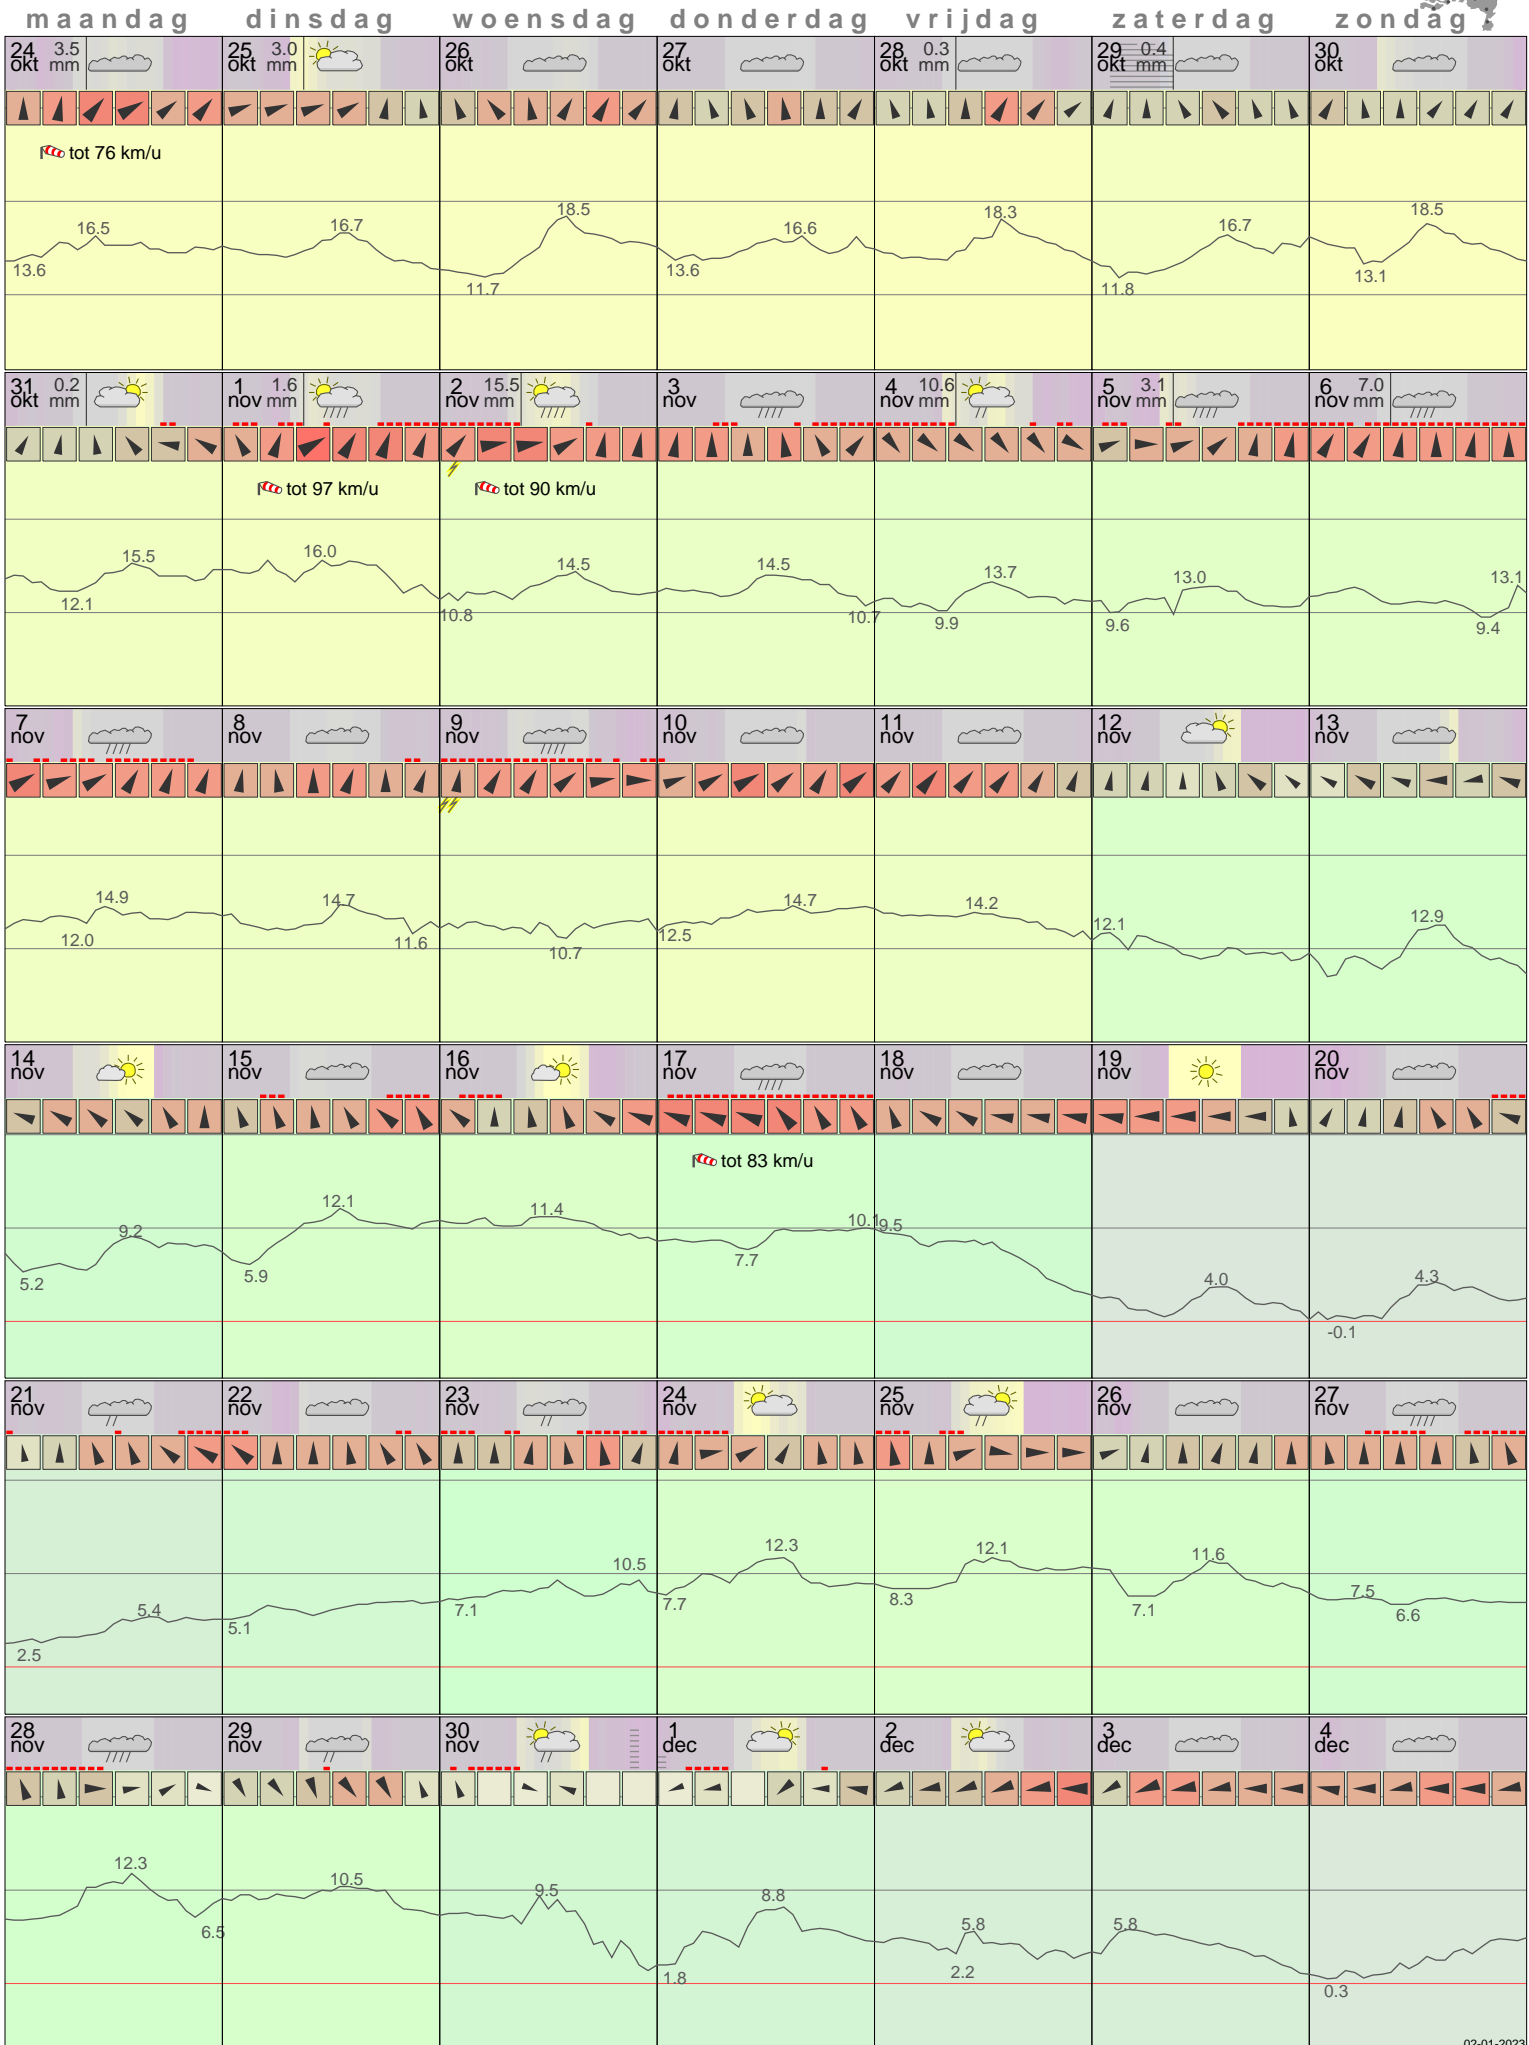 maandag dinsdag woensdag donderdag vrijdag zaterdag zondag
24 okt 3.5 mm 25 okt 3.0 mm 26 okt 27 okt 28 okt 0.3 mm 29 okt 0.4 mm 30 okt
tot 76 km/u
16.5 16.7 18.5 16.6 18.3 16.7 18.5
13.6 11.7 13.6 11.8 13.1
31 okt 0.2 mm 1 nov 1.6 mm 2 nov 15.5 mm 3 nov 4 nov 10.6 mm 5 nov 3.1 mm 6 nov 7.0 mm
tot 97 km/u tot 90 km/u
15.5 16.0 14.5 14.5 13.7 13.0 13.1
12.1 10.8 10.7 9.9 9.6 9.4
7 nov 8 nov 9 nov 10 nov 11 nov 12 nov 13 nov
14.9 14.7 14.7 14.2 12.1 12.9
12.0 11.6 10.7 12.5
14 nov 15 nov 16 nov 17 nov 18 nov 19 nov 20 nov
tot 83 km/u
9.2 12.1 11.4 10.1 9.5 4.0 4.3
5.2 5.9 7.7 -0.1
21 nov 22 nov 23 nov 24 nov 25 nov 26 nov 27 nov
5.4 10.5 12.3 12.1 11.6 7.5
2.5 5.1 7.1 7.7 8.3 7.1 6.6
28 nov 29 nov 30 nov 1 dec 2 dec 3 dec 4 dec
12.3 10.5 9.5 8.8 5.8 5.8
6.5 1.8 2.2 0.3
02-01-2023